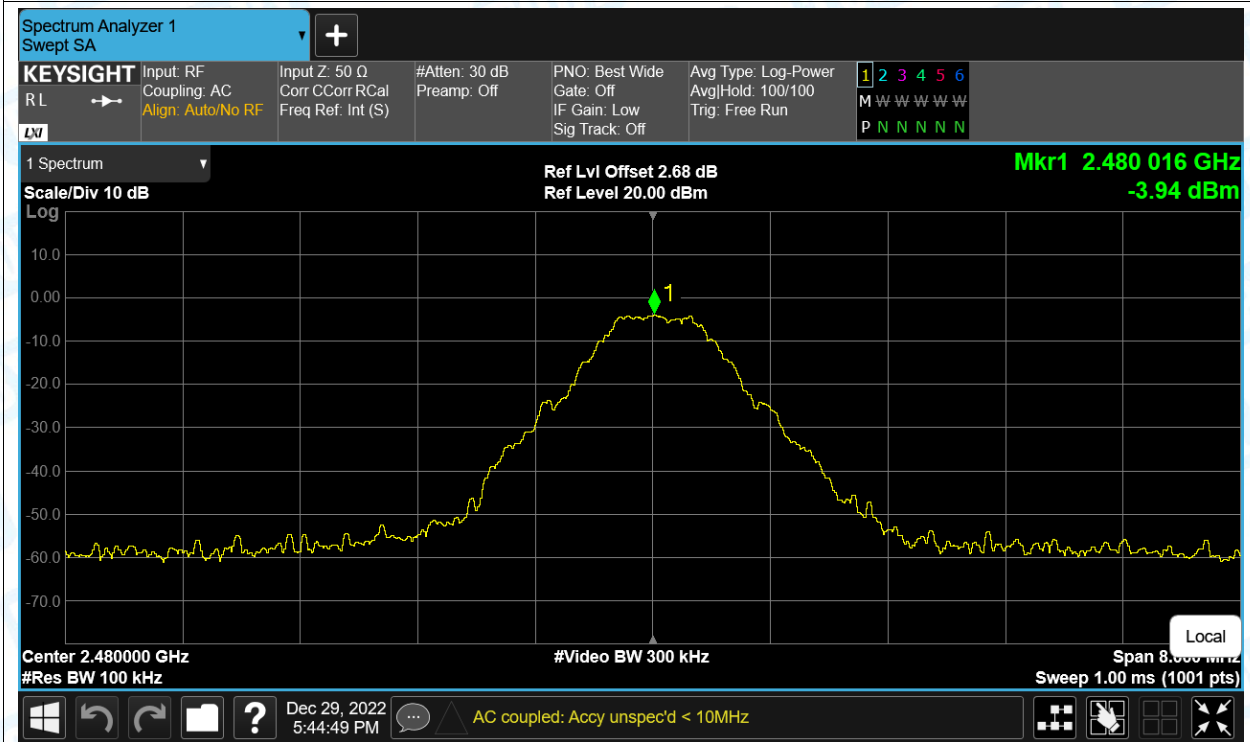 Spectrum Analyzer 1
Swept SA
+
KEYSIGHT
R L
LXI
Input: RF
Coupling: AC
Align: Auto/No RF
Input Z: 50 Ω
Corr CCorr RCal
Freq Ref: Int (S)
#Atten: 30 dB
Preamp: Off
PNO: Best Wide
Gate: Off
IF Gain: Low
Sig Track: Off
Avg Type: Log-Power
Avg|Hold: 100/100
Trig: Free Run
1 2 3 4 5 6
M W W W W W W
P N N N N N
1 Spectrum
Scale/Div 10 dB
Log
Ref Lvl Offset 2.68 dB
Ref Level 20.00 dBm
Mkr1 2.480 016 GHz
-3.94 dBm
1
10.0
0.00
-10.0
-20.0
-30.0
-40.0
-50.0
-60.0
-70.0
Local
Center 2.480000 GHz
#Res BW 100 kHz
#Video BW 300 kHz
Span 8.000 MHz
Sweep 1.00 ms (1001 pts)
?
Dec 29, 2022
5:44:49 PM
AC coupled: Accy unspec'd < 10MHz